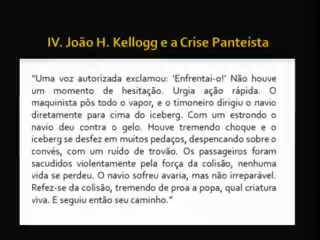 IV. João H. Kellogg e a Crise Panteísta
"Uma voz autorizada exclamou: 'Enfrentai-o!' Não houve
um momento de hesitação. Urgia ação rápida. O
maquinista pôs todo o vapor, e o timoneiro dirigiu o navio
diretamente para cima do iceberg. Com um estrondo o
navio deu contra o gelo. Houve tremendo choque e o
iceberg se desfez em muitos pedaços, despencando sobre o
convés, com um ruído de trovão. Os passageiros foram
sacudidos violentamente pela força da colisão, nenhuma
vida se perdeu. O navio sofreu avaria, mas não irreparável.
Refez-se da colisão, tremendo de proa a popa, qual criatura
viva. E seguiu então seu caminho."